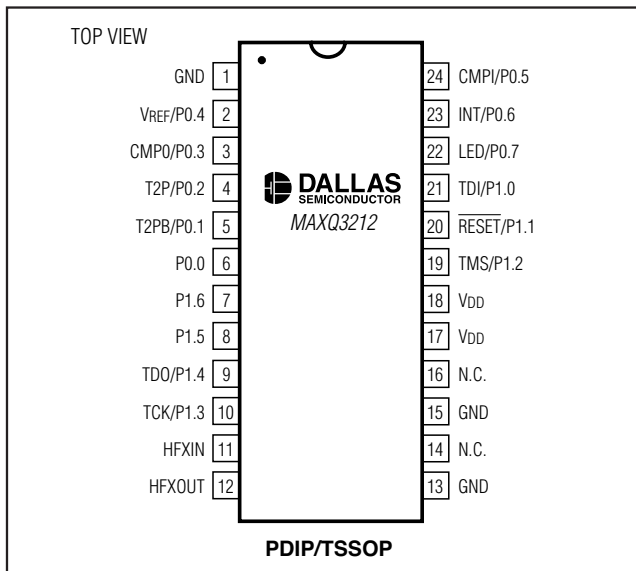 TOP VIEW
GND 1
VREF/P0.4 2
CMP0/P0.3 3
T2P/P0.2 4
T2PB/P0.1 5
P0.0 6
P1.6 7
P1.5 8
TDO/P1.4 9
TCK/P1.3 10
HFXIN 11
HFXOUT 12
DALLAS
SEMICONDUCTOR
MAXQ3212
24 CMPI/P0.5
23 INT/P0.6
22 LED/P0.7
21 TDI/P1.0
20 RESET/P1.1
19 TMS/P1.2
18 VDD
17 VDD
16 N.C.
15 GND
14 N.C.
13 GND
PDIP/TSSOP